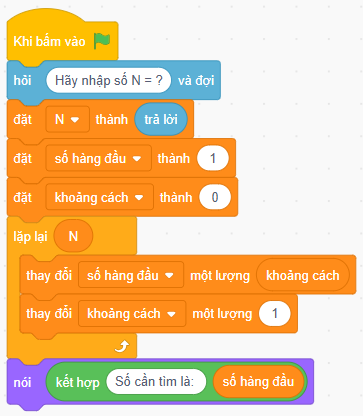 Khi bấm vào
hỏi Hãy nhập số N = ? và đợi
đặt N thành trả lời
đặt số hàng đầu thành 1
đặt khoảng cách thành 0
lặp lại N
thay đổi số hàng đầu một lượng khoảng cách
thay đổi khoảng cách một lượng 1
nói kết hợp Số cần tìm là: số hàng đầu